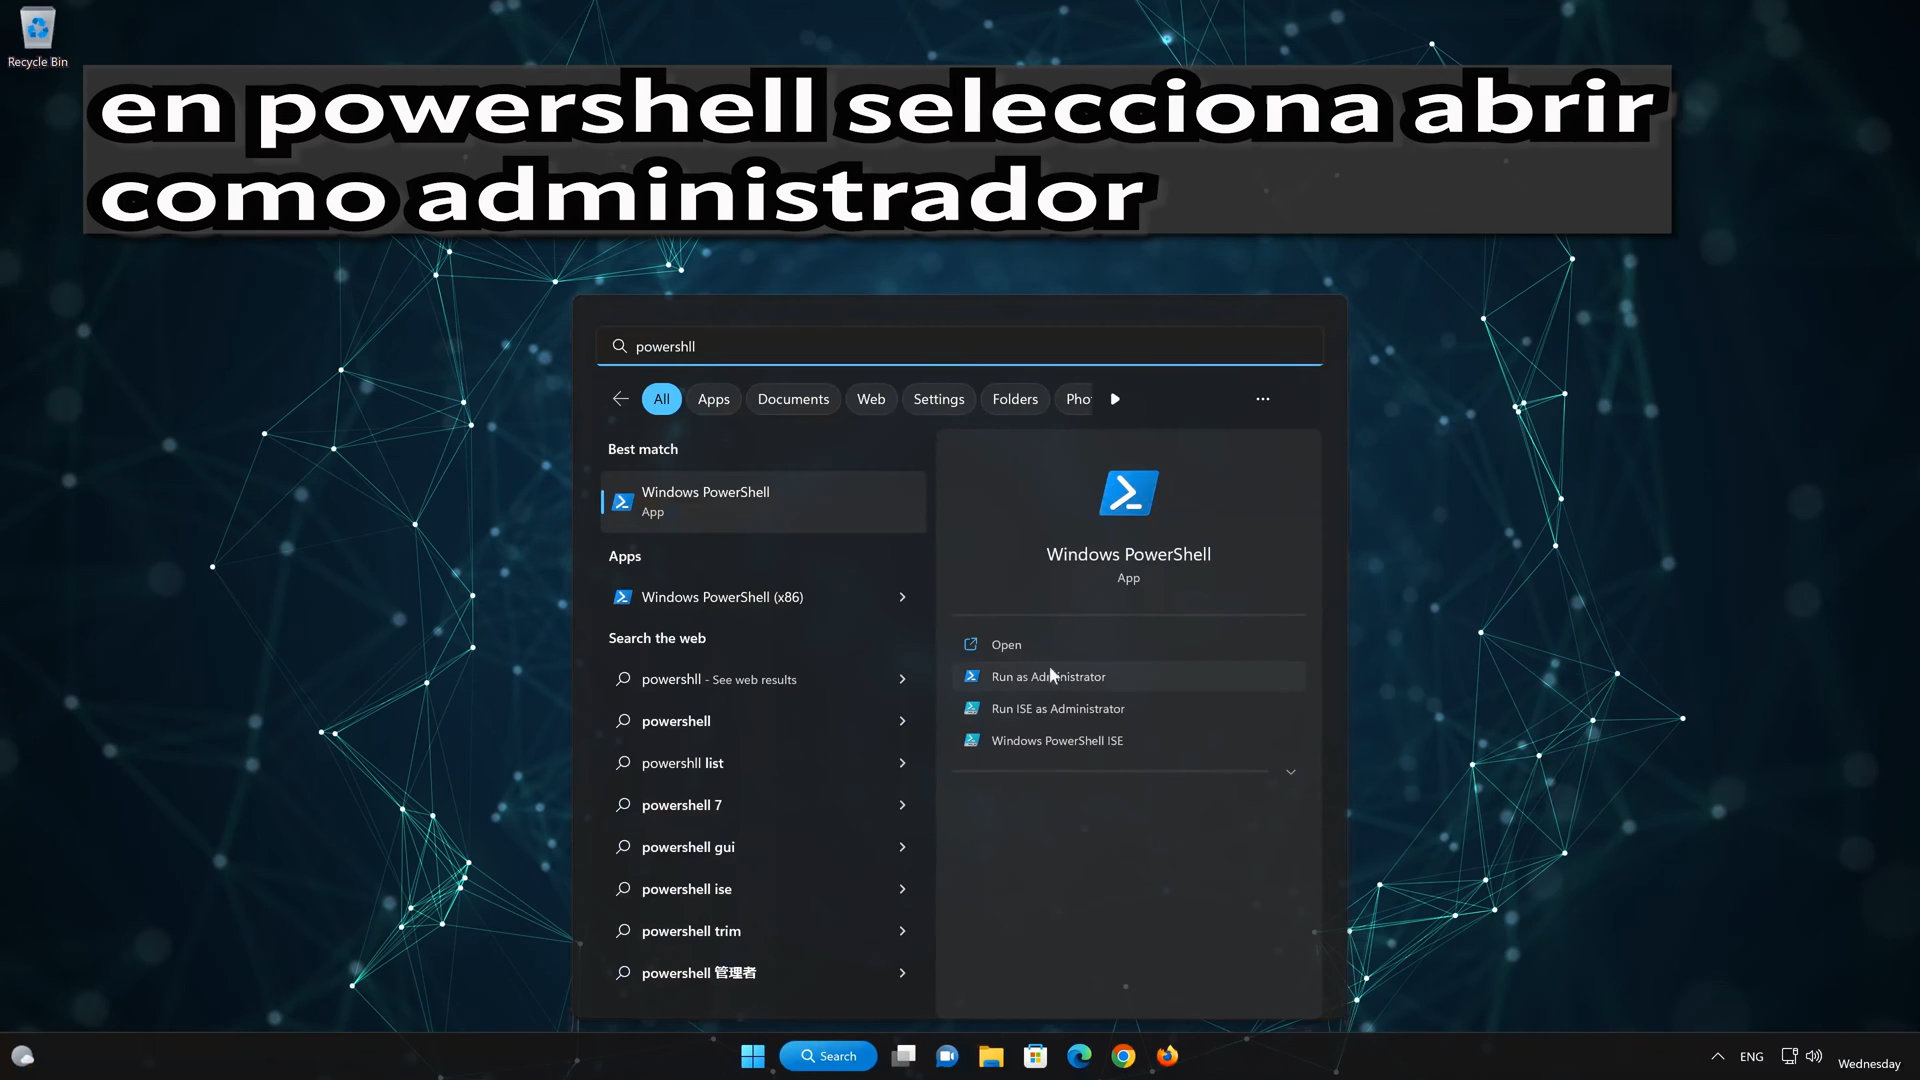 Recycle Bin
en powershell selecciona abrir
como administrador
powershll
All Apps Documents Web Settings Folders Pho
Best match
Windows PowerShell
App
Apps
Windows PowerShell (x86)
Search the web
powershll - See web results
powershell
powershll list
powershell 7
powershell gui
powershell ise
powershell trim
powershell 管理者
Windows PowerShell
App
Open
Run as Administrator
Run ISE as Administrator
Windows PowerShell ISE
Search
ENG
Wednesday